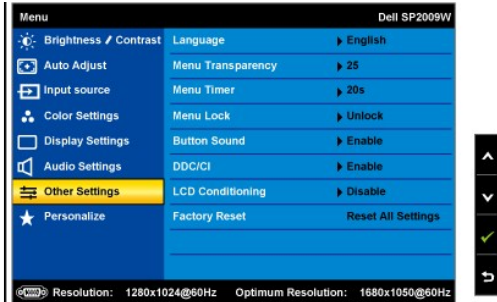 Menu Dell SP2009W
Brightness / Contrast Language English
Auto Adjust Menu Transparency 25
Input source Menu Timer 20s
Color Settings Menu Lock Unlock
Display Settings Button Sound Enable
Audio Settings DDC/CI Enable
Other Settings LCD Conditioning Disable
Personalize Factory Reset Reset All Settings
Resolution: 1280x1024@60Hz Optimum Resolution: 1680x1050@60Hz